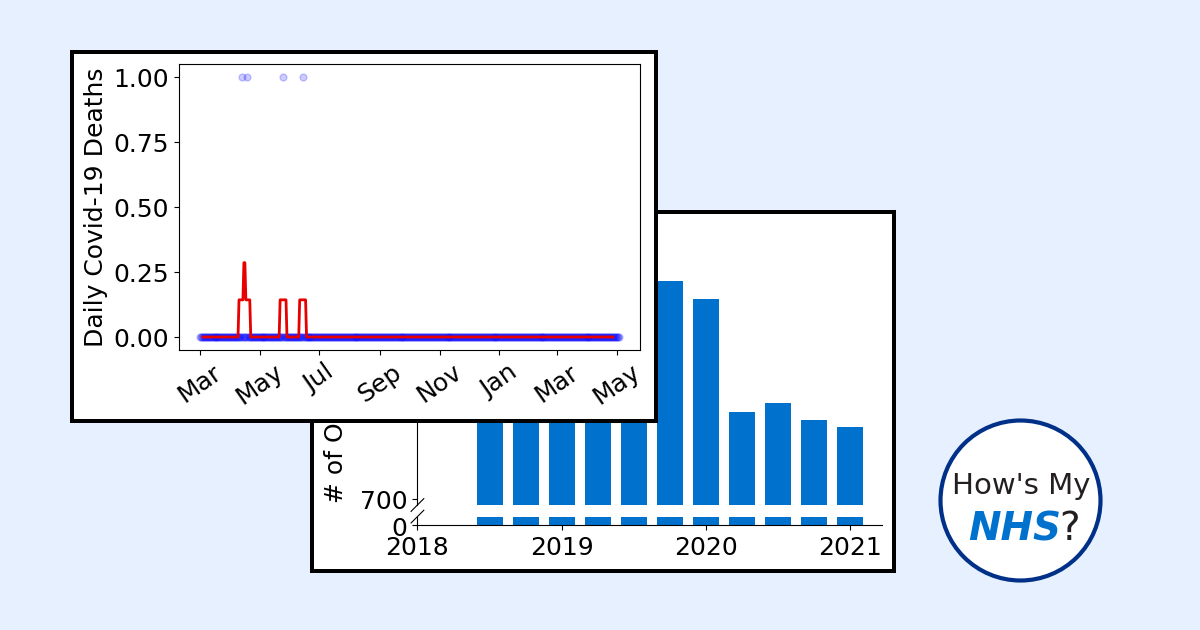 Daily Covid-19 Deaths
1.00
0.75
0.50
0.25
0.00
Mar May Jul Sep Nov Jan Mar May
# of O
700
0
2018 2019 2020 2021
How's My
NHS?